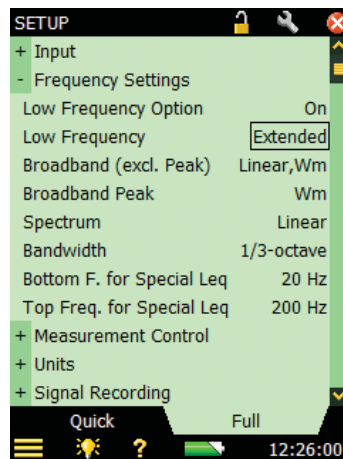 SETUP
+ Input
- Frequency Settings
Low Frequency Option On
Low Frequency Extended
Broadband (excl. Peak) Linear,Wm
Broadband Peak Wm
Spectrum Linear
Bandwidth 1/3-octave
Bottom F. for Special Leq 20 Hz
Top Freq. for Special Leq 200 Hz
+ Measurement Control
+ Units
+ Signal Recording
Quick Full
? 12:26:00